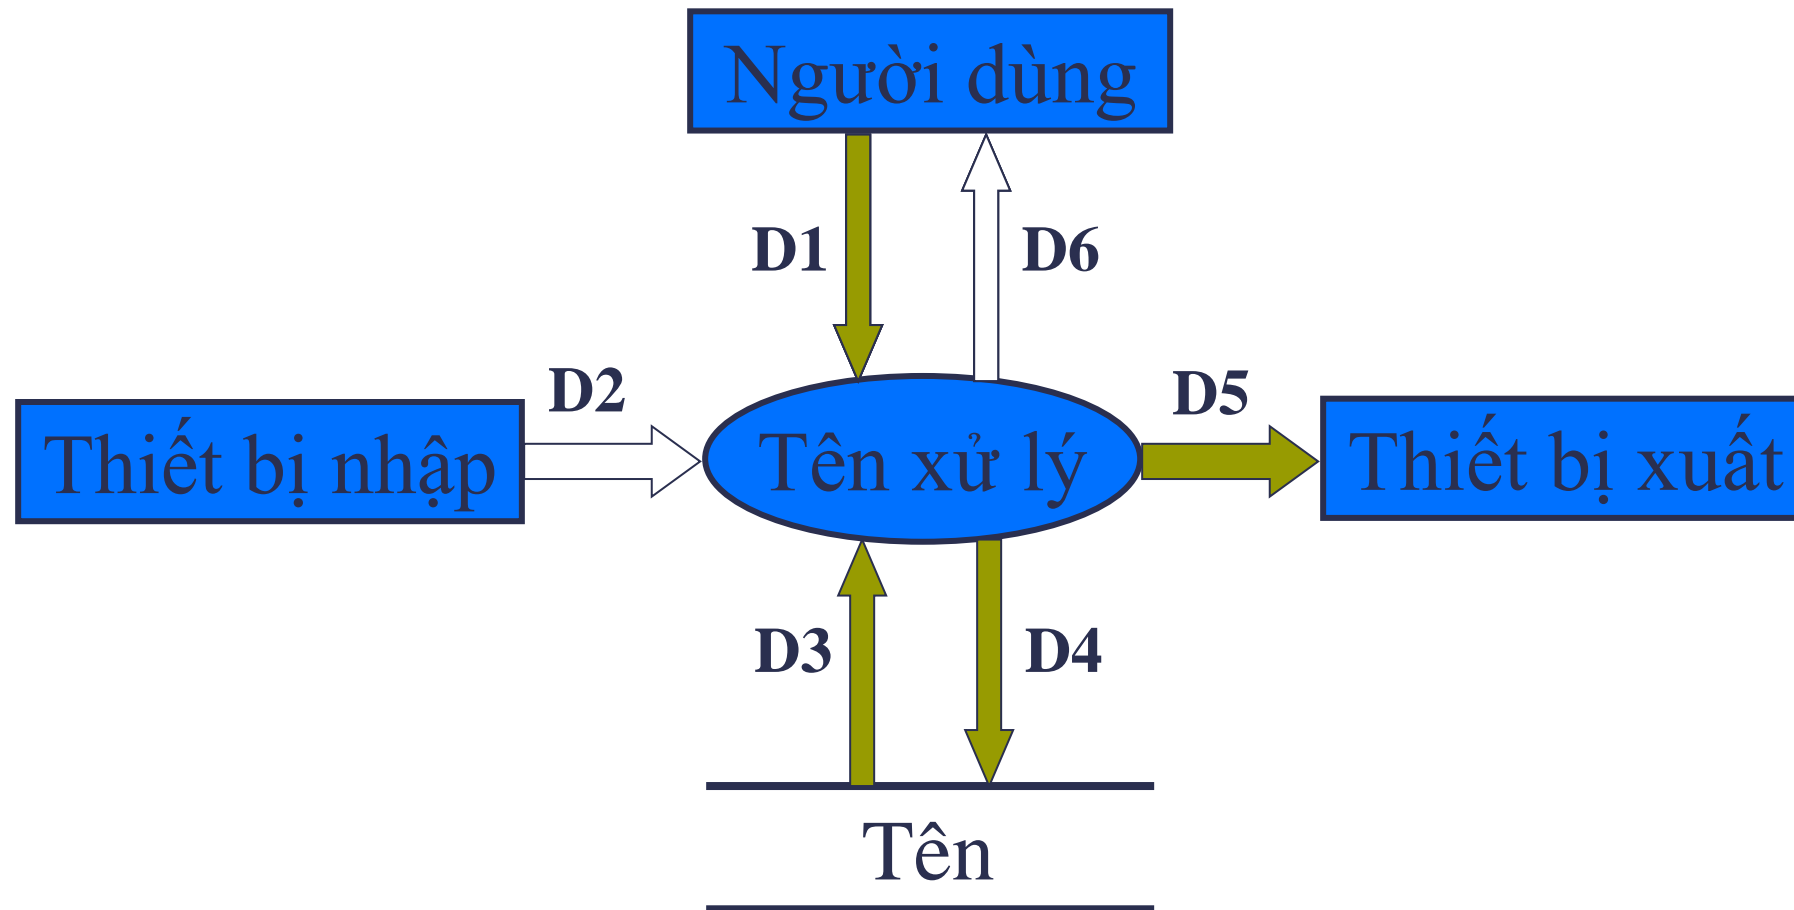 Người dùng
D1
D6
D2
D5
Thiết bị nhập
Tên xử lý
Thiết bị xuất
D3
D4
Tên